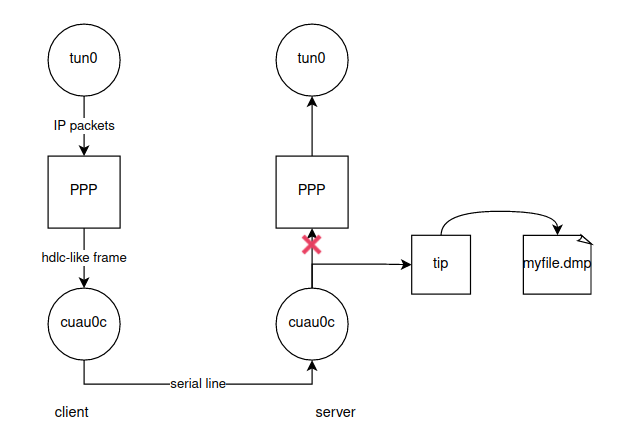 tun0
tun0
IP packets
PPP
PPP
hdlc-like frame
tip
myfile.dmp
cuau0c
cuau0c
serial line
client
server